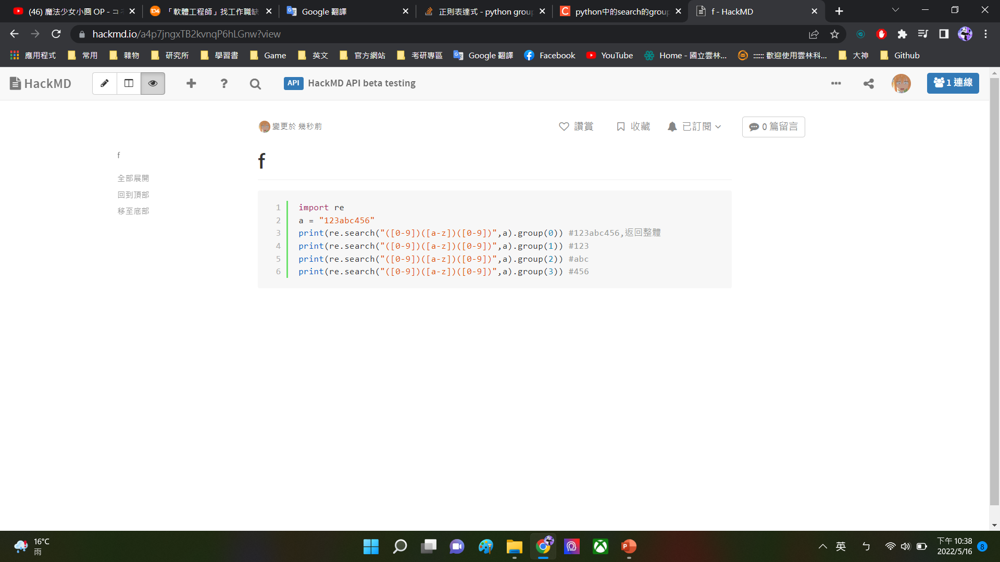 (46) 魔法少女小圓 OP - コネ
「軟體工程師」找工作職缺
Google 翻譯
正則表達式 - python group
python中的search的group
f - HackMD
hackmd.io/a4p7jngxTB2kvnqP6hLGnw?view
應用程式 常用 雜物 研究所 學習書 Game 英文 官方網站 考研專區 Google 翻譯 Facebook YouTube Home - 國立雲林... :::::: 歡迎使用雲林科... 大神 Github
HackMD
API HackMD API beta testing
1 連線
變更於 幾秒前
讚賞 收藏 已訂閱 0 篇留言
f
全部展開
回到頂部
移至底部
f
1 import re
2 a = "123abc456"
3 print(re.search("([0-9])([a-z])([0-9])",a).group(0)) #123abc456,返回整體
4 print(re.search("([0-9])([a-z])([0-9])",a).group(1)) #123
5 print(re.search("([0-9])([a-z])([0-9])",a).group(2)) #abc
6 print(re.search("([0-9])([a-z])([0-9])",a).group(3)) #456
16°C
雨
英 ㄅ
下午 10:38
2022/5/16
8